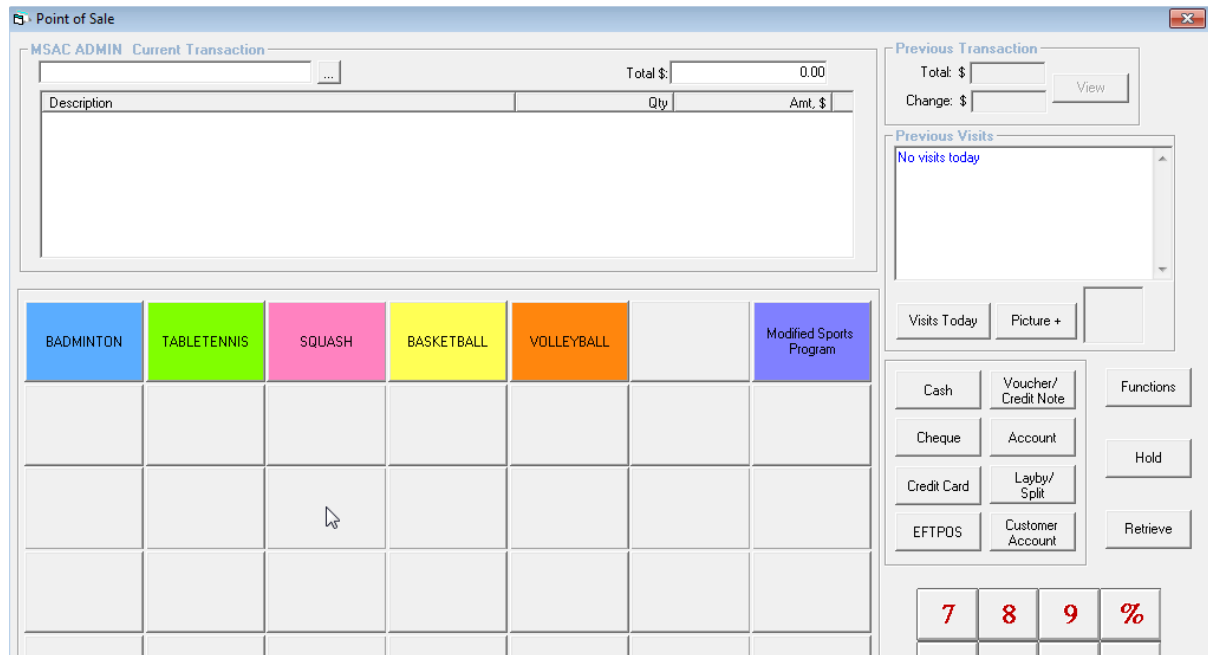 Point of Sale
MSAC ADMIN Current Transaction
...
Total $:
0.00
Description
Qty
Amt, $
Previous Transaction
Total: $
Change: $
View
Previous Visits
No visits today
Visits Today
Picture +
BADMINTON
TABLETENNIS
SQUASH
BASKETBALL
VOLLEYBALL
Modified Sports
Program
Cash
Voucher/
Credit Note
Functions
Cheque
Account
Hold
Credit Card
Layby/
Split
EFTPOS
Customer
Account
Retrieve
7
8
9
%